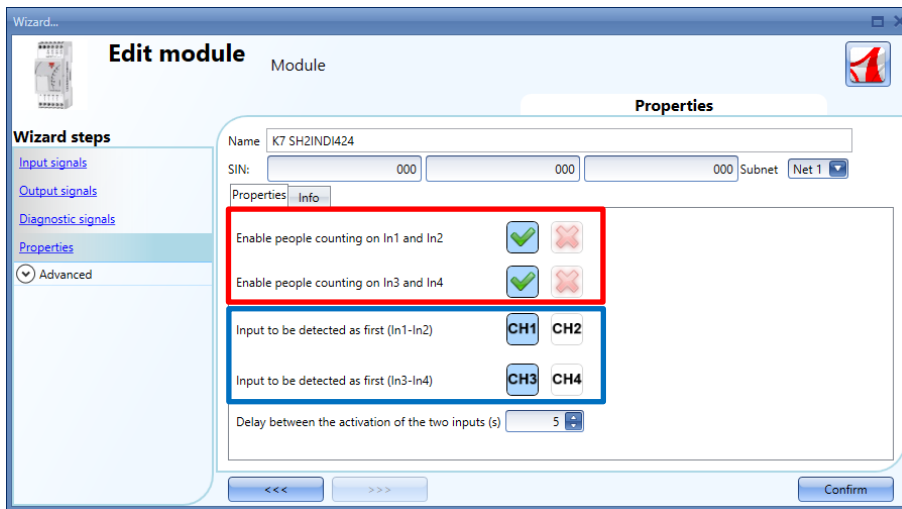 Wizard...
Edit module
Module
Properties
Wizard steps
Input signals
Output signals
Diagnostic signals
Properties
Advanced
Name K7 SH2INDI424
SIN: 000 000 000 Subnet Net 1
Properties Info
Enable people counting on In1 and In2
Enable people counting on In3 and In4
Input to be detected as first (In1-In2) CH1 CH2
Input to be detected as first (In3-In4) CH3 CH4
Delay between the activation of the two inputs (s) 5
<<< >>> Confirm